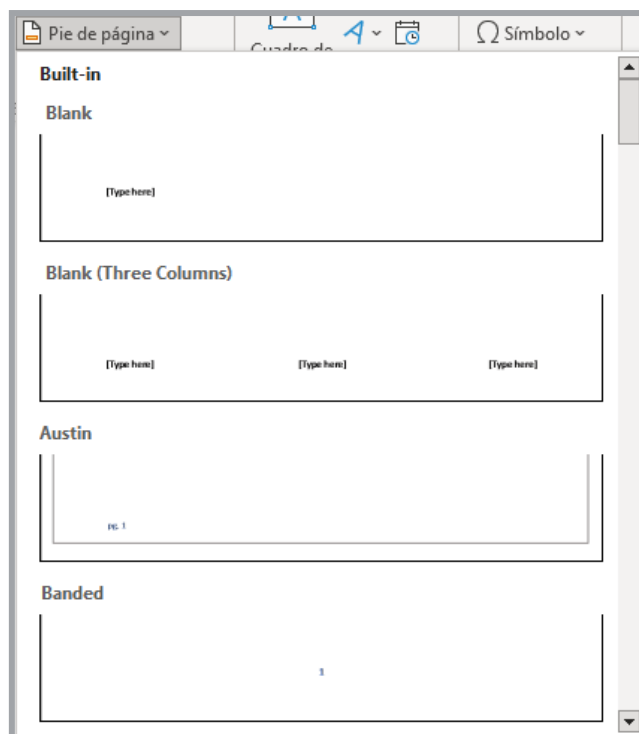 Pie de página
Símbolo
Cuadro de
Built-in
Blank
[Type here]
Blank (Three Columns)
[Type here] [Type here] [Type here]
Austin
pg. 1
Banded
1